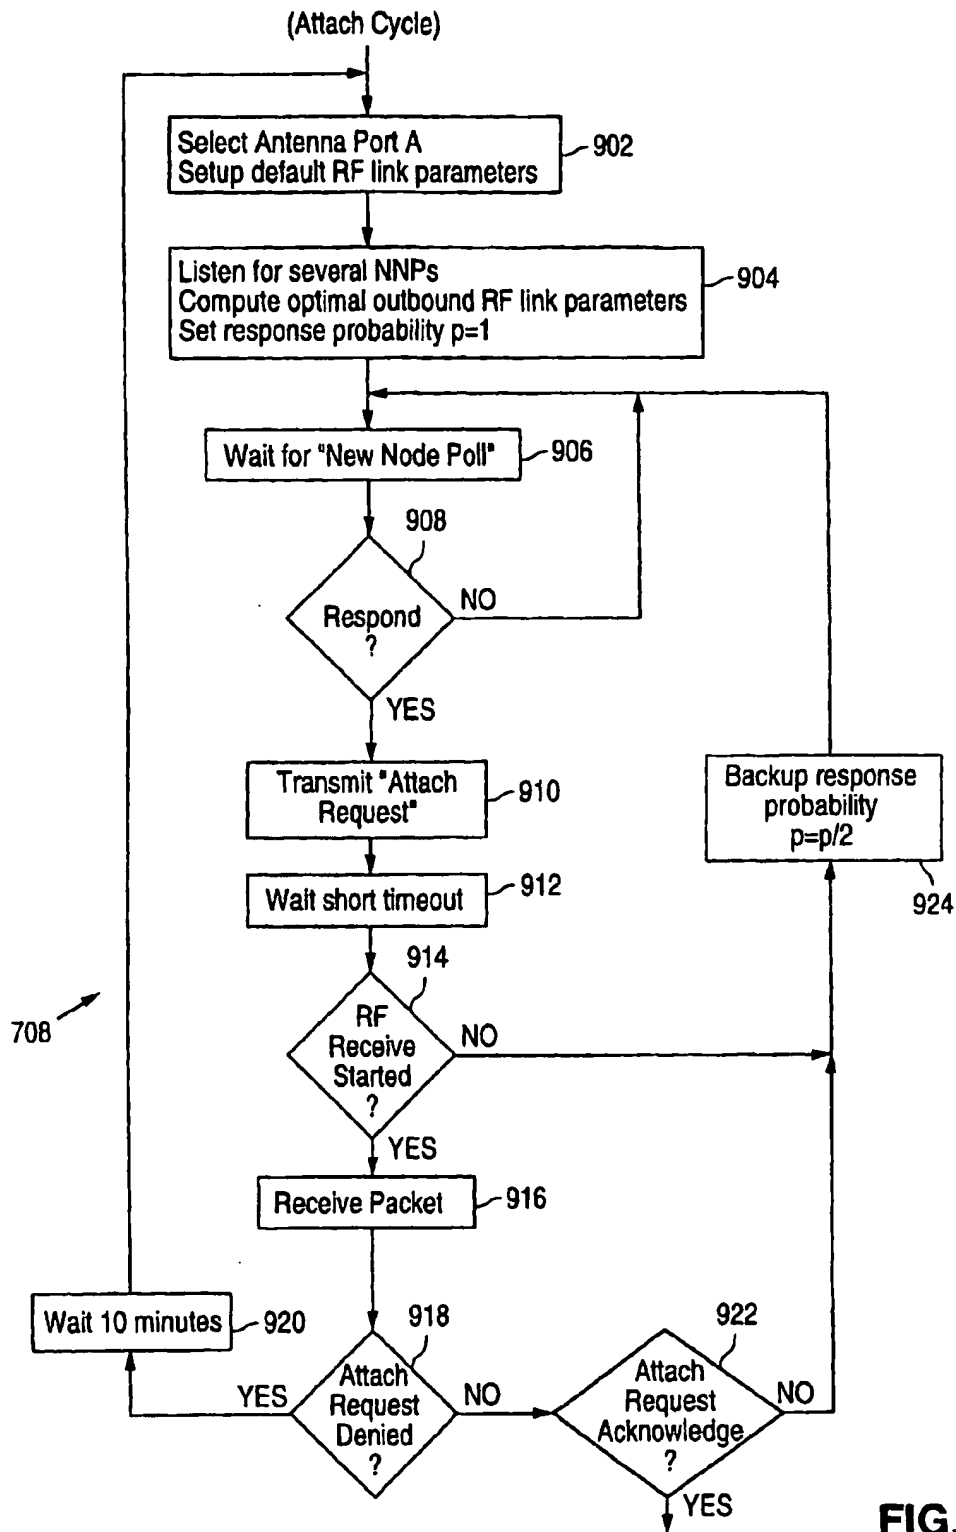 (Attach Cycle)
Select Antenna Port A
Setup default RF link parameters
902
Listen for several NNPs
Compute optimal outbound RF link parameters
Set response probability p=1
904
Wait for "New Node Poll"
906
908
Respond
?
NO
YES
Transmit "Attach
Request"
910
Backup response
probability
p=p/2
924
Wait short timeout
912
914
RF
Receive
Started
?
NO
YES
708
Receive Packet
916
Wait 10 minutes
920
918
Attach
Request
Denied
?
YES
NO
922
Attach
Request
Acknowledge
?
NO
YES
FIG.